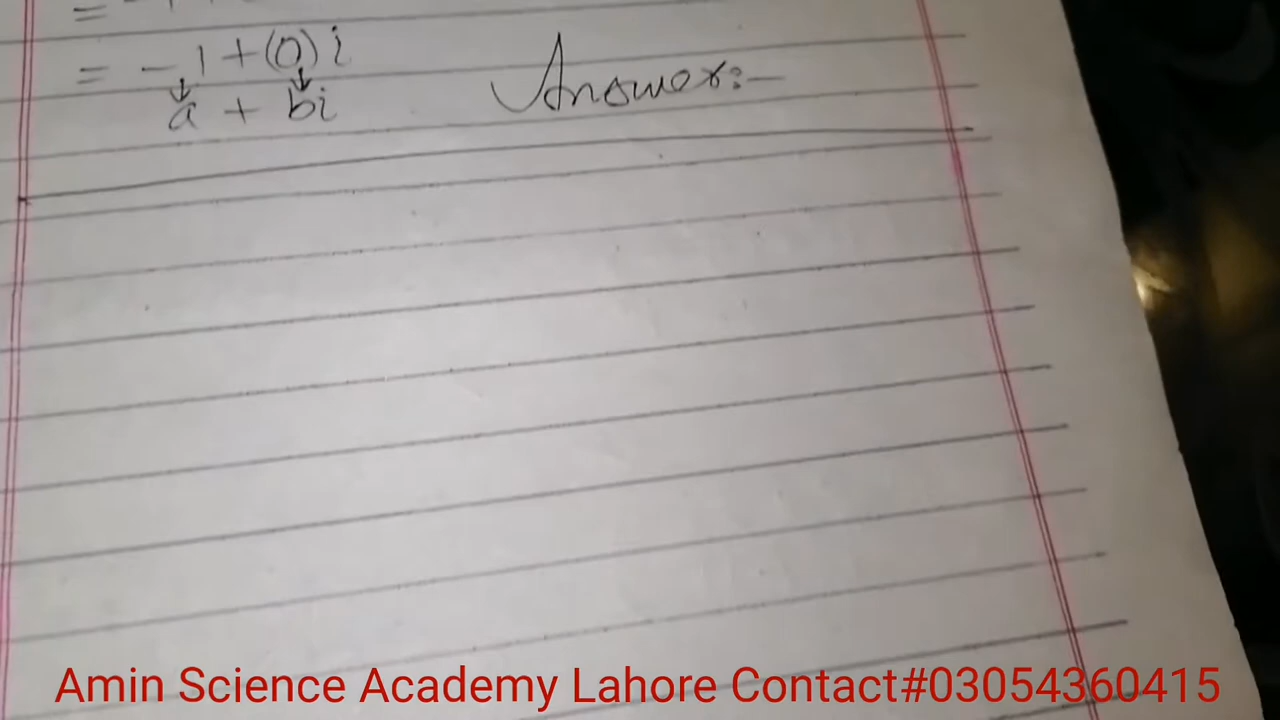 = -1 + (0) i
a + bi
Answer:-
Amin Science Academy Lahore Contact#03054360415